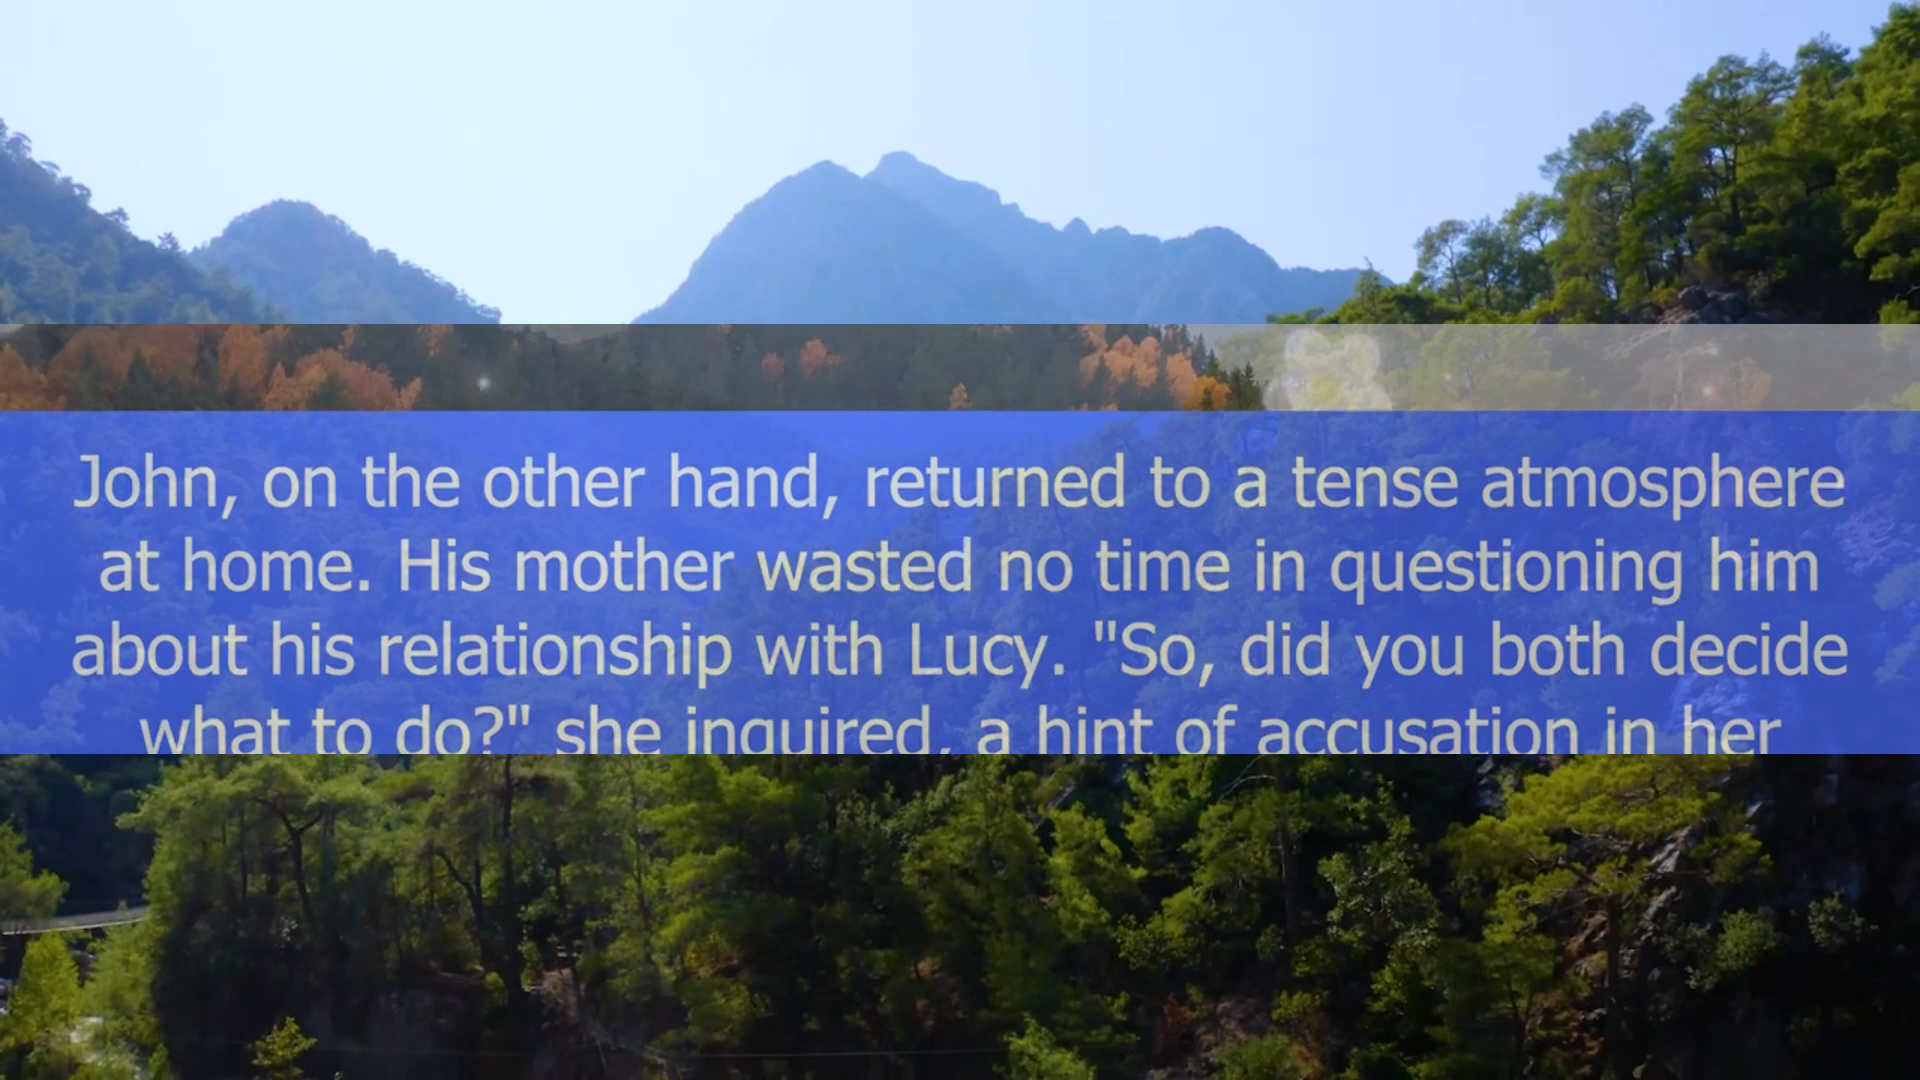 John, on the other hand, returned to a tense atmosphere
at home. His mother wasted no time in questioning him
about his relationship with Lucy. "So, did you both decide
what to do?" she inquired, a hint of accusation in her